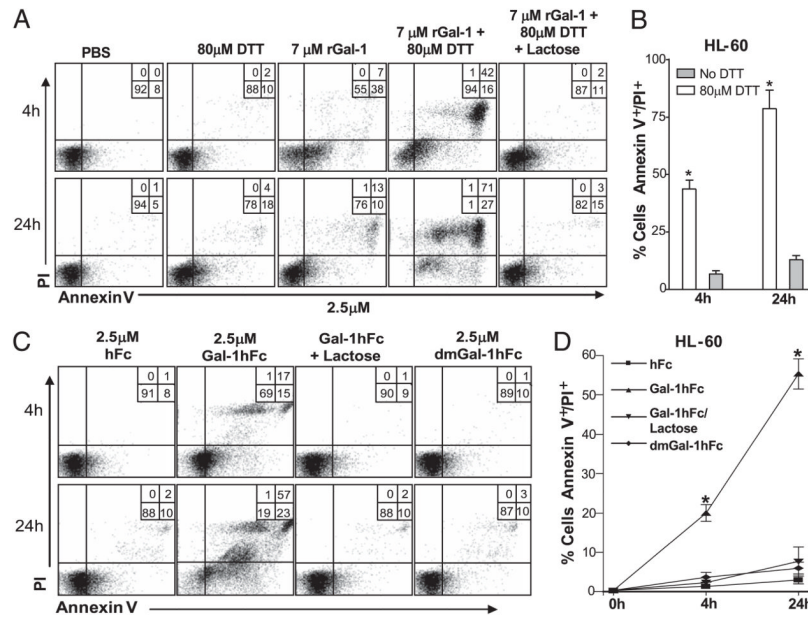 A
PBS
80μM DTT
7 μM rGal-1
7 μM rGal-1 +
80μM DTT
7 μM rGal-1 +
80μM DTT
+ Lactose
4h
0 0
92 8
0 2
88 10
0 7
55 38
1 42
94 16
0 2
87 11
24h
0 1
94 5
0 4
78 18
1 13
76 10
1 71
1 27
0 3
82 15
PI
Annexin V
2.5μM
B
HL-60
% Cells Annexin V+/PI+
100
75
50
25
0
No DTT
80μM DTT
*
*
4h
24h
C
2.5μM
hFc
2.5μM
Gal-1hFc
Gal-1hFc
+ Lactose
2.5μM
dmGal-1hFc
4h
0 1
91 8
1 17
69 15
0 1
90 9
0 1
89 10
24h
0 2
88 10
1 57
19 23
0 2
88 10
0 3
87 10
PI
Annexin V
D
HL-60
% Cells Annexin V+/PI+
60
50
40
30
20
10
0
hFc
Gal-1hFc
Gal-1hFc/
Lactose
dmGal-1hFc
*
*
0h
4h
24h